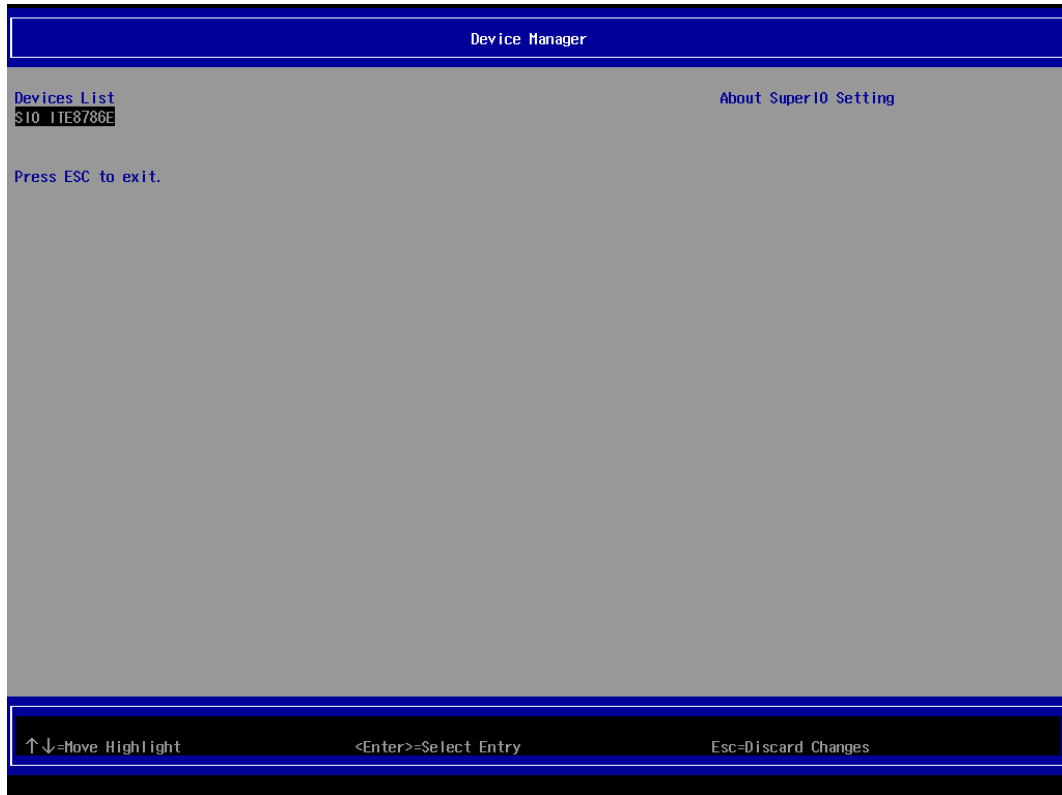 Device Manager
Devices List
About SuperIO Setting
SIO ITE8786E
Press ESC to exit.
↑↓=Move Highlight
<Enter>=Select Entry
Esc=Discard Changes